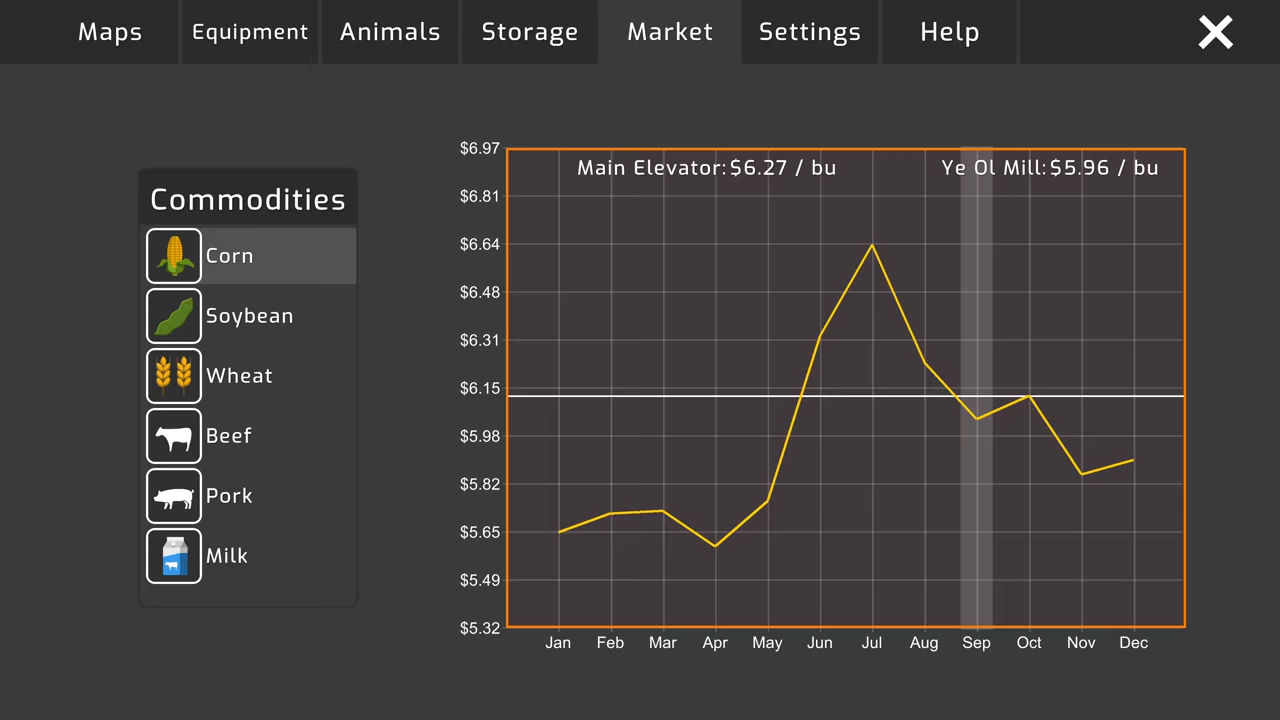 Maps Equipment Animals Storage Market Settings Help
Commodities
Corn
Soybean
Wheat
Beef
Pork
Milk
Main Elevator:$6.27 / bu Ye Ol Mill:$5.96 / bu
$6.97
$6.81
$6.64
$6.48
$6.31
$6.15
$5.98
$5.82
$5.65
$5.49
$5.32
Jan Feb Mar Apr May Jun Jul Aug Sep Oct Nov Dec